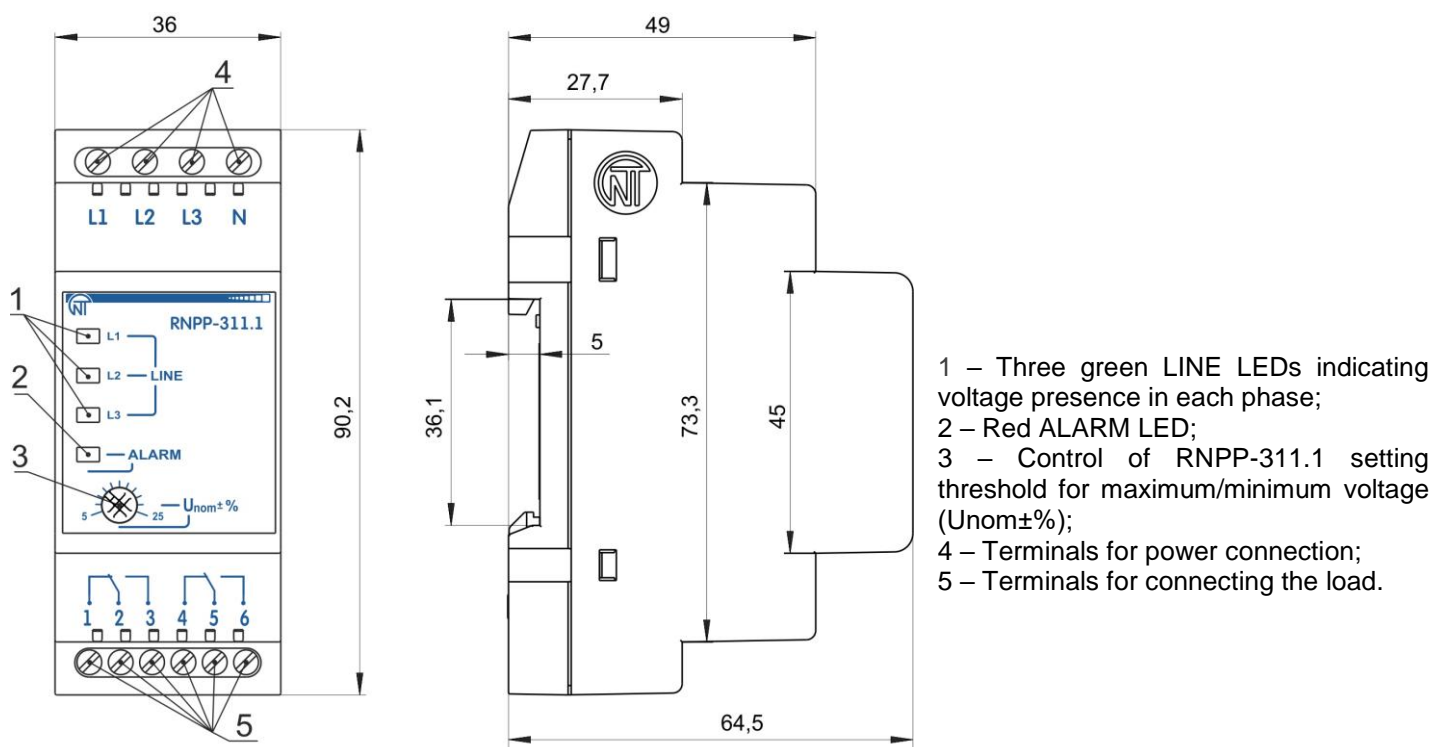 36
49
4
27,7
L1 L2 L3 N
NT
NT
RNPP-311.1
1
L1
L2 LINE
L3
2
ALARM
3
5 25 Unom±%
90,2
36,1
5
73,3
45
1 2 3 4 5 6
5
64,5
1 – Three green LINE LEDs indicating
voltage presence in each phase;
2 – Red ALARM LED;
3 – Control of RNPP-311.1 setting
threshold for maximum/minimum voltage
(Unom±%);
4 – Terminals for power connection;
5 – Terminals for connecting the load.